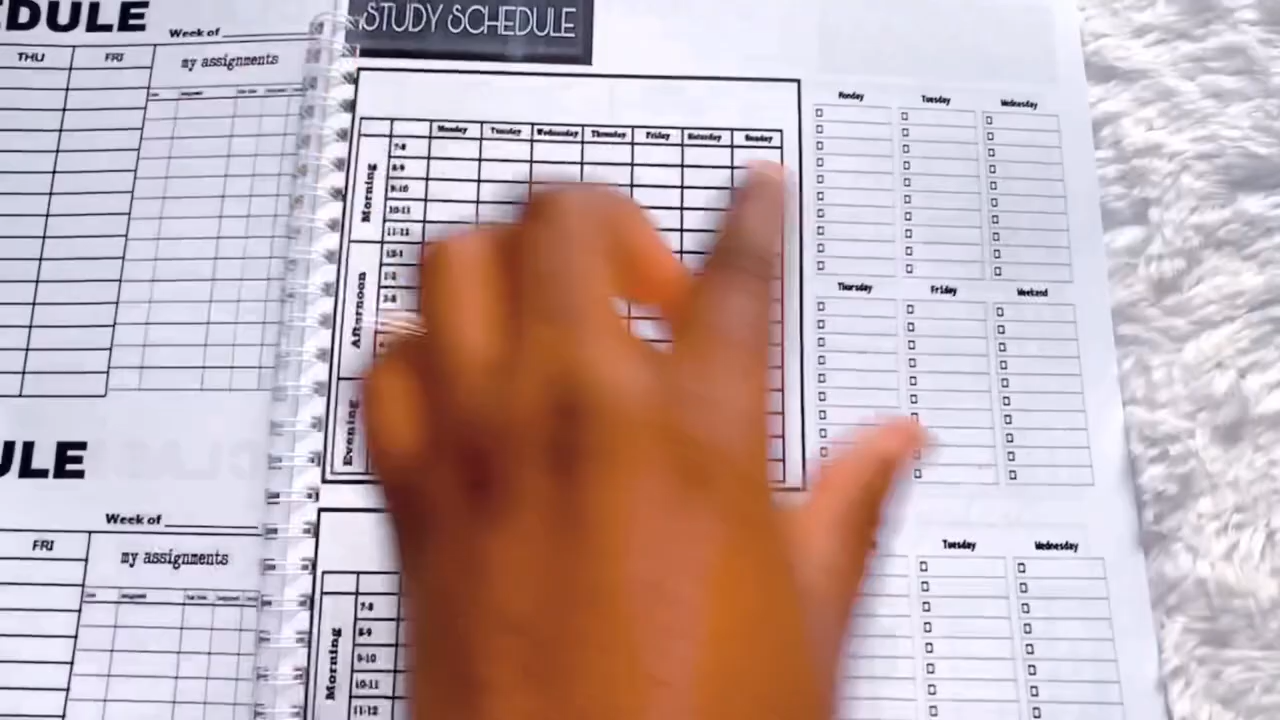 EDULE
Week of
THU FRI my assignments
STUDY SCHEDULE
Monday Tuesday Wednesday Thursday Friday Saturday Sunday
Morning
7-8
8-9
9-10
10-11
11-12
Afternoon
12-1
1-2
2-3
Evening
Monday Tuesday Wednesday
Thursday Friday Weekend
ULE
Week of
FRI my assignments
Morning
7-8
8-9
9-10
10-11
11-12
Tuesday Wednesday